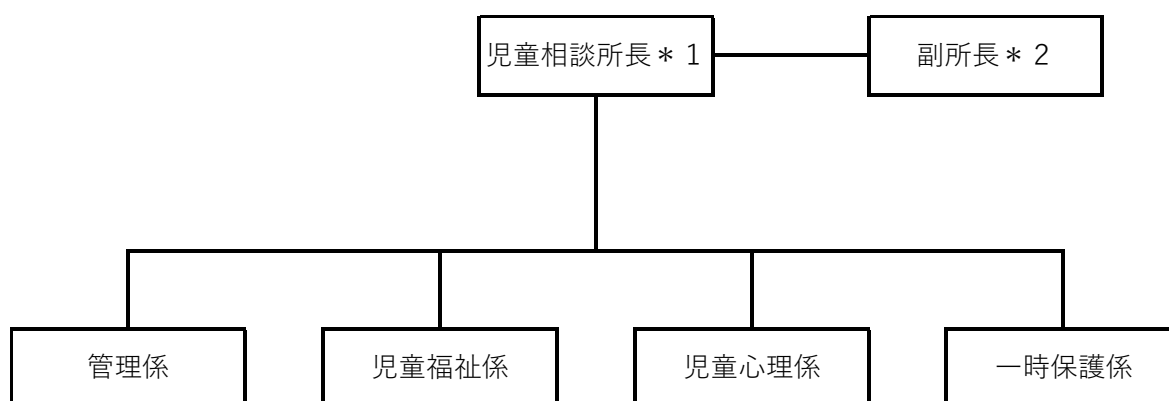 児童相談所長＊１
副所長＊２
管理係
児童福祉係
児童心理係
一時保護係